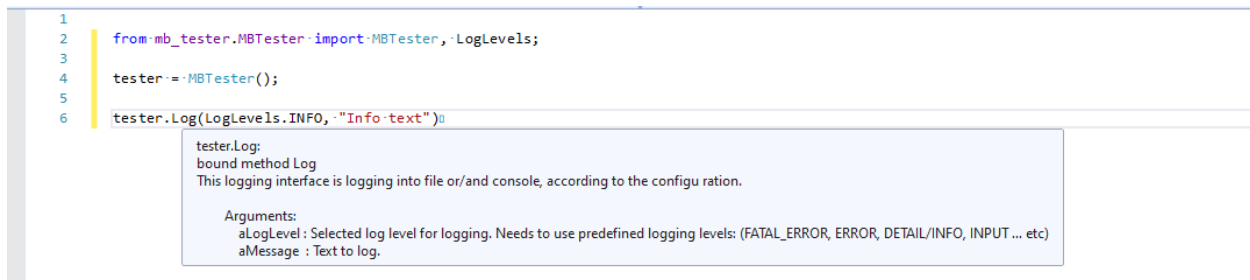 1
2 from mb_tester.MBTester import MBTester, LogLevels;
3
4 tester = MBTester();
5
6 tester.Log(LogLevels.INFO, "Info text")
tester.Log:
bound method Log
This logging interface is logging into file or/and console, according to the configu ration.
Arguments:
aLogLevel : Selected log level for logging. Needs to use predefined logging levels: (FATAL_ERROR, ERROR, DETAIL/INFO, INPUT ... etc)
aMessage : Text to log.